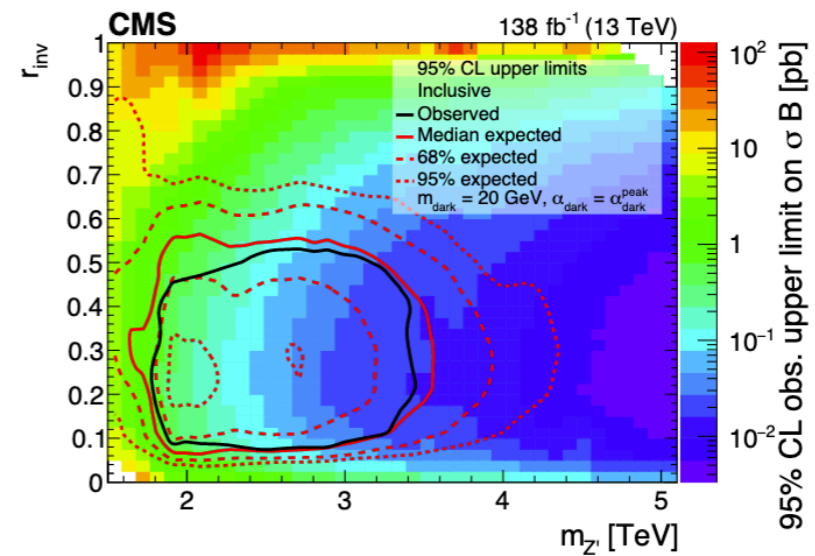 CMS 138 fb⁻¹ (13 TeV)
r_inv
1
0.9
0.8
0.7
0.6
0.5
0.4
0.3
0.2
0.1
0
95% CL upper limits
Inclusive
Observed
Median expected
68% expected
95% expected
m_dark = 20 GeV, α_dark = α_dark^peak
2 3 4 5
m_Z' [TeV]
10²
10
1
10⁻¹
10⁻²
95% CL obs. upper limit on σ B [pb]